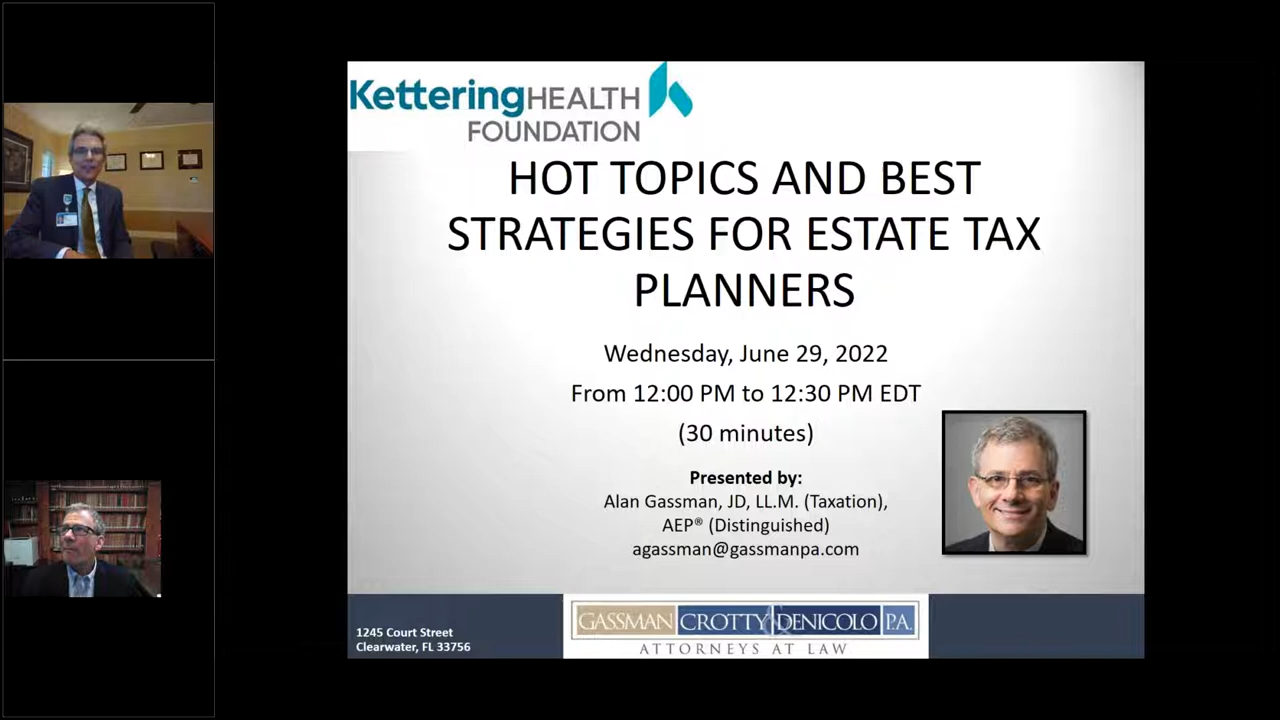 KetteringHEALTH
FOUNDATION
HOT TOPICS AND BEST
STRATEGIES FOR ESTATE TAX
PLANNERS
Wednesday, June 29, 2022
From 12:00 PM to 12:30 PM EDT
(30 minutes)
Presented by:
Alan Gassman, JD, LL.M. (Taxation),
AEP® (Distinguished)
agassman@gassmanpa.com
1245 Court Street
Clearwater, FL 33756
GASSMAN CROTTY & DENICOLO P.A.
ATTORNEYS AT LAW